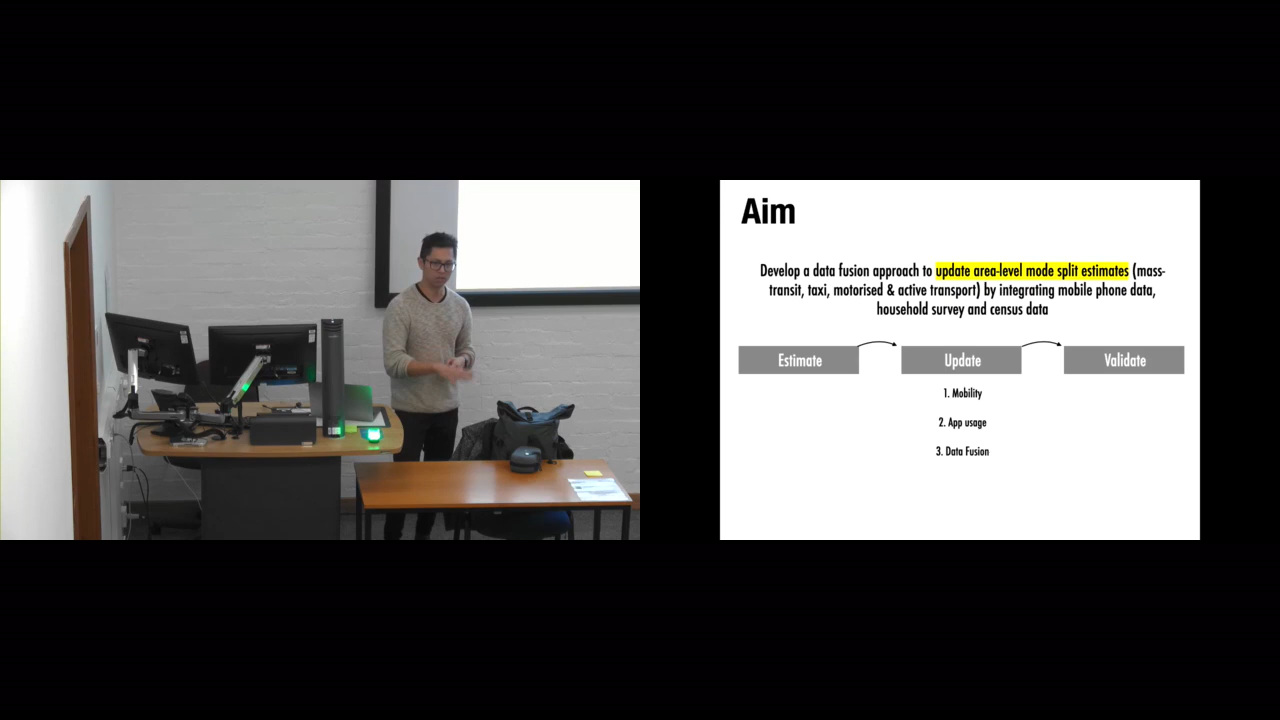 Aim
Develop a data fusion approach to update area-level mode split estimates (mass-
transit, taxi, motorised & active transport) by integrating mobile phone data,
household survey and census data
Estimate
Update
Validate
1. Mobility
2. App usage
3. Data Fusion